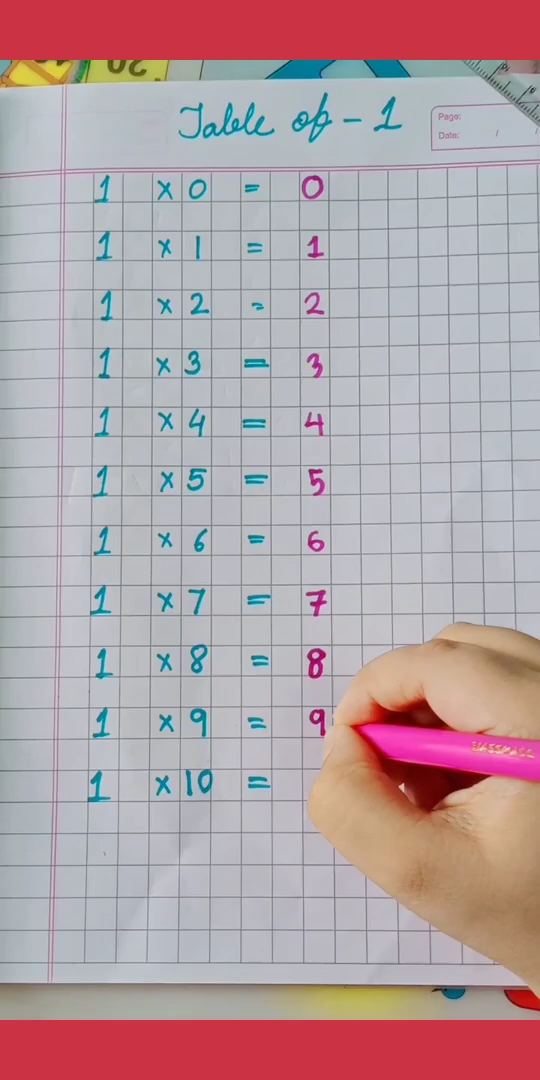 20
Table of - 1
Page:
Date: / /
1 × 0 = 0
1 × 1 = 1
1 × 2 = 2
1 × 3 = 3
1 × 4 = 4
1 × 5 = 5
1 × 6 = 6
1 × 7 = 7
1 × 8 = 8
1 × 9 = 9
1 × 10 =